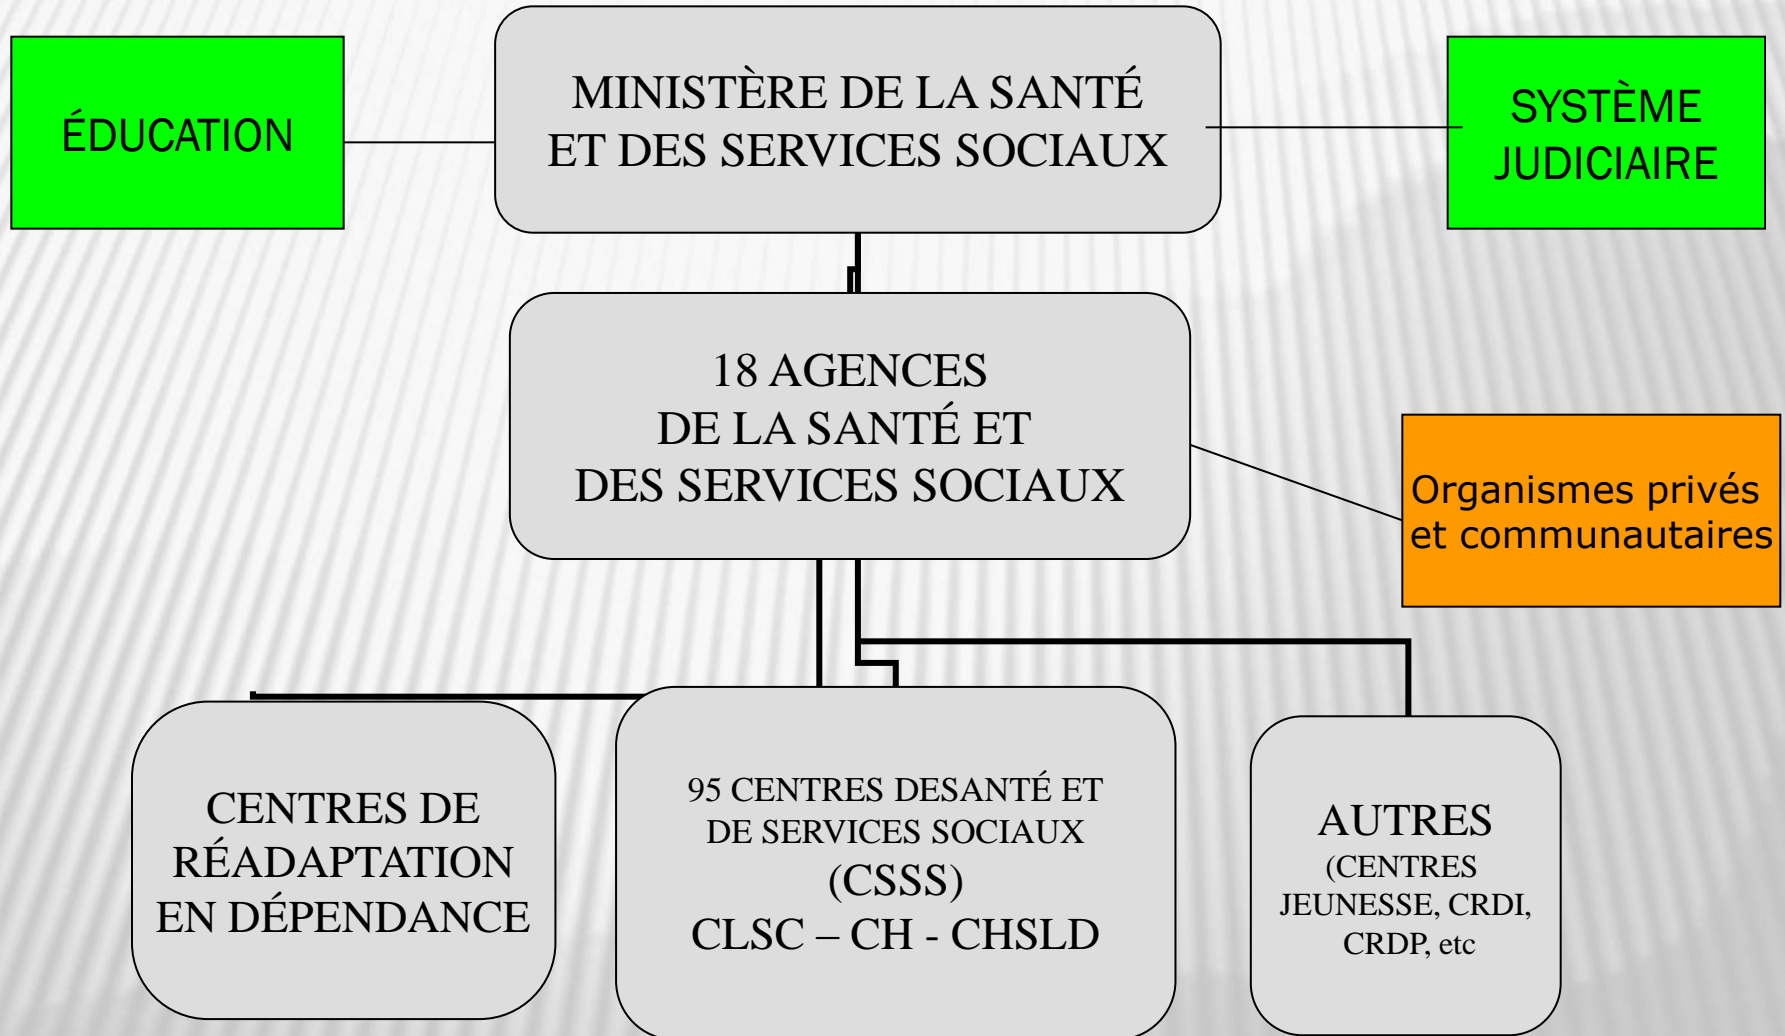 ÉDUCATION
MINISTÈRE DE LA SANTÉ
ET DES SERVICES SOCIAUX
SYSTÈME
JUDICIAIRE
18 AGENCES
DE LA SANTÉ ET
DES SERVICES SOCIAUX
Organismes privés
et communautaires
CENTRES DE
RÉADAPTATION
EN DÉPENDANCE
95 CENTRES DESANTÉ ET
DE SERVICES SOCIAUX
(CSSS)
CLSC – CH - CHSLD
AUTRES
(CENTRES
JEUNESSE, CRDI,
CRDP, etc